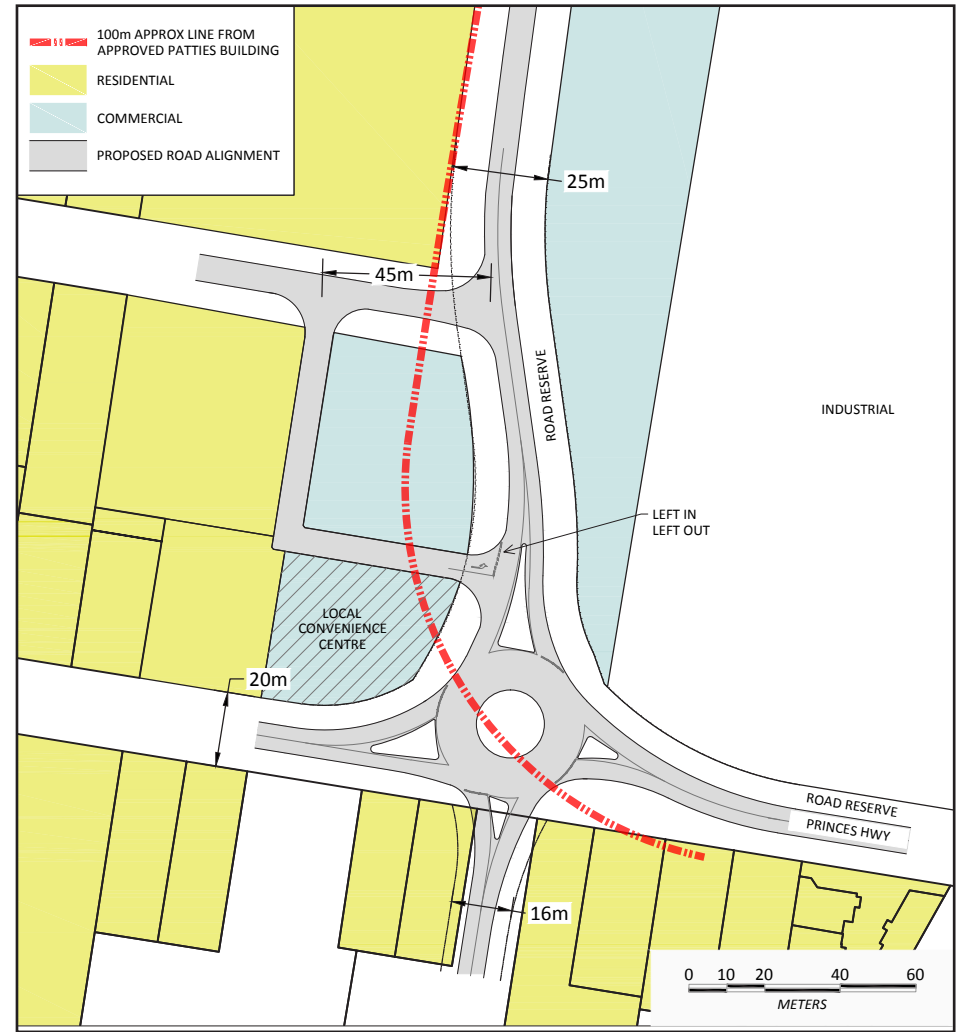 100m APPROX LINE FROM
APPROVED PATTIES BUILDING
RESIDENTIAL
COMMERCIAL
PROPOSED ROAD ALIGNMENT
25m
45m
ROAD RESERVE
INDUSTRIAL
LEFT IN
LEFT OUT
LOCAL
CONVENIENCE
CENTRE
20m
ROAD RESERVE
PRINCES HWY
16m
0 10 20 40 60
METERS